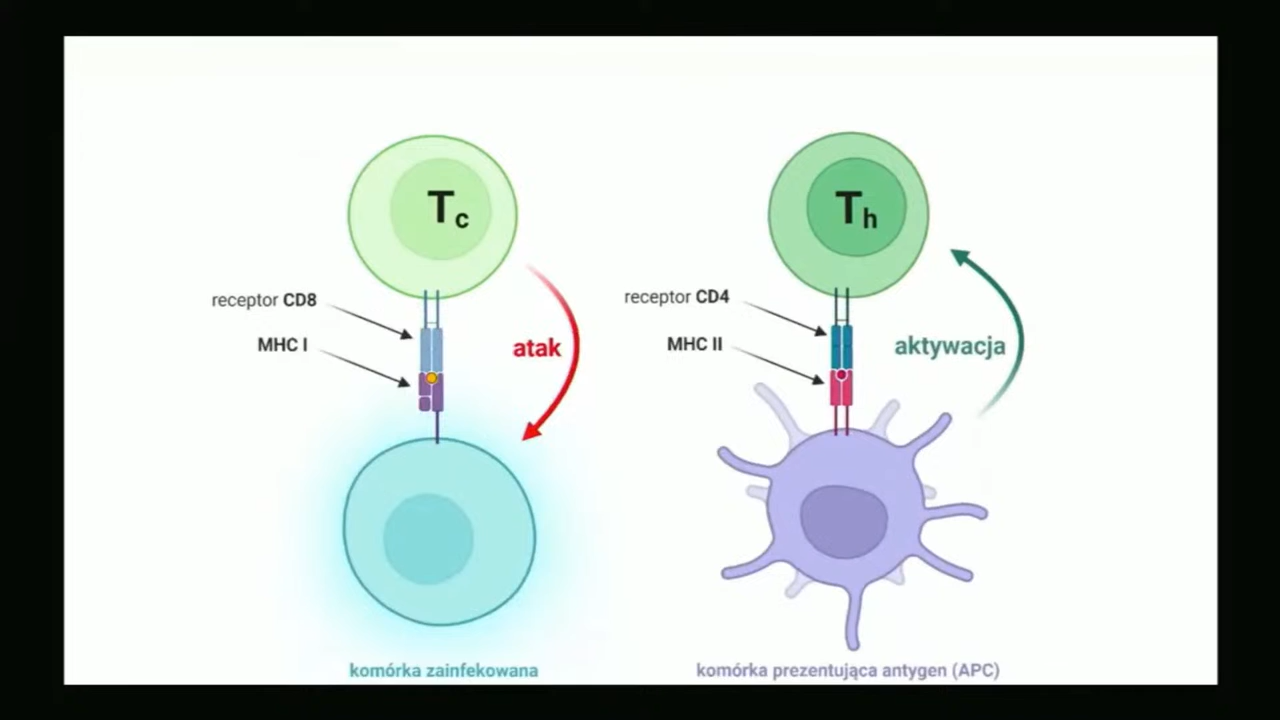 Tc
receptor CD8
MHC I
atak
komórka zainfekowana
Th
receptor CD4
MHC II
aktywacja
komórka prezentująca antygen (APC)